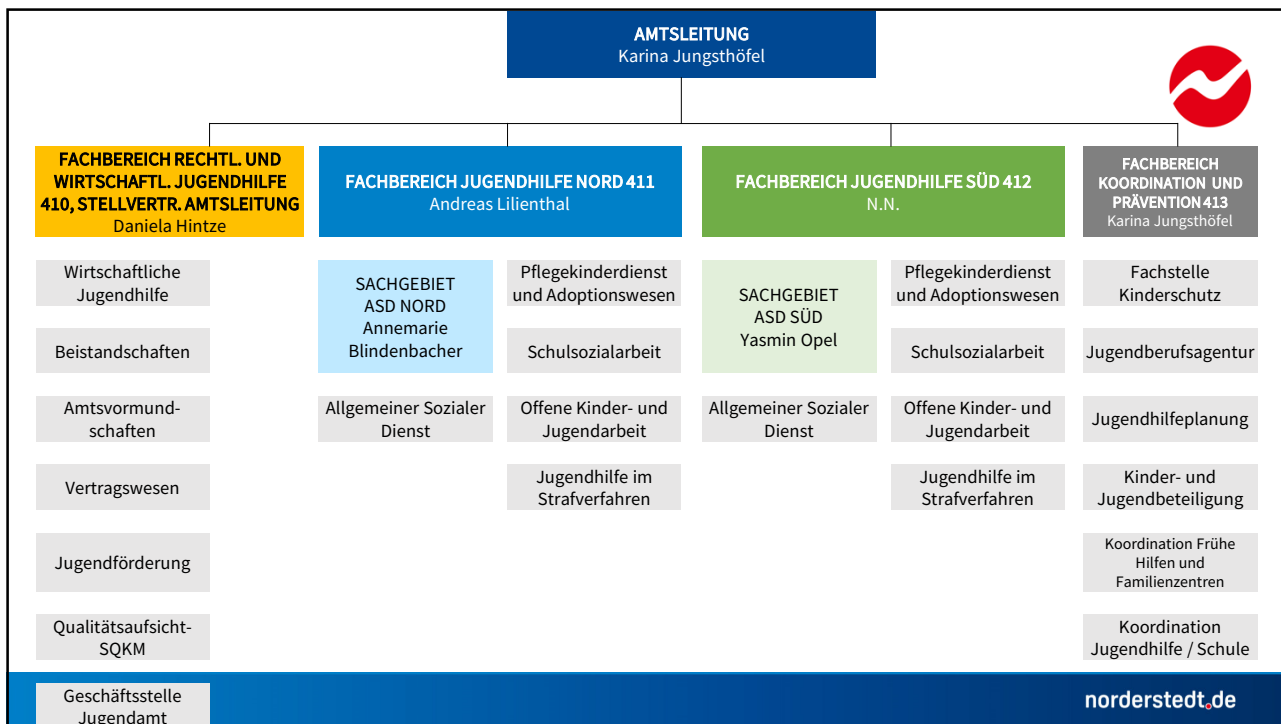 AMTSLEITUNG
Karina Jungsthöfel
FACHBEREICH RECHTL. UND
WIRTSCHAFTL. JUGENDHILFE
410, STELLVERTR. AMTSLEITUNG
Daniela Hintze
Wirtschaftliche
Jugendhilfe
Beistandschaften
Amtsvormund-
schaften
Vertragswesen
Jugendförderung
Qualitätsaufsicht-
SQKM
Geschäftsstelle
Jugendamt
FACHBEREICH JUGENDHILFE NORD 411
Andreas Lilienthal
SACHGEBIET
ASD NORD
Annemarie
Blindenbacher
Allgemeiner Sozialer
Dienst
Pflegekinderdienst
und Adoptionswesen
Schulsozialarbeit
Offene Kinder- und
Jugendarbeit
Jugendhilfe im
Strafverfahren
FACHBEREICH JUGENDHILFE SÜD 412
N.N.
SACHGEBIET
ASD SÜD
Yasmin Opel
Allgemeiner Sozialer
Dienst
Pflegekinderdienst
und Adoptionswesen
Schulsozialarbeit
Offene Kinder- und
Jugendarbeit
Jugendhilfe im
Strafverfahren
FACHBEREICH
KOORDINATION UND
PRÄVENTION 413
Karina Jungsthöfel
Fachstelle
Kinderschutz
Jugendberufsagentur
Jugendhilfeplanung
Kinder- und
Jugendbeteiligung
Koordination Frühe
Hilfen und
Familienzentren
Koordination
Jugendhilfe / Schule
norderstedt.de